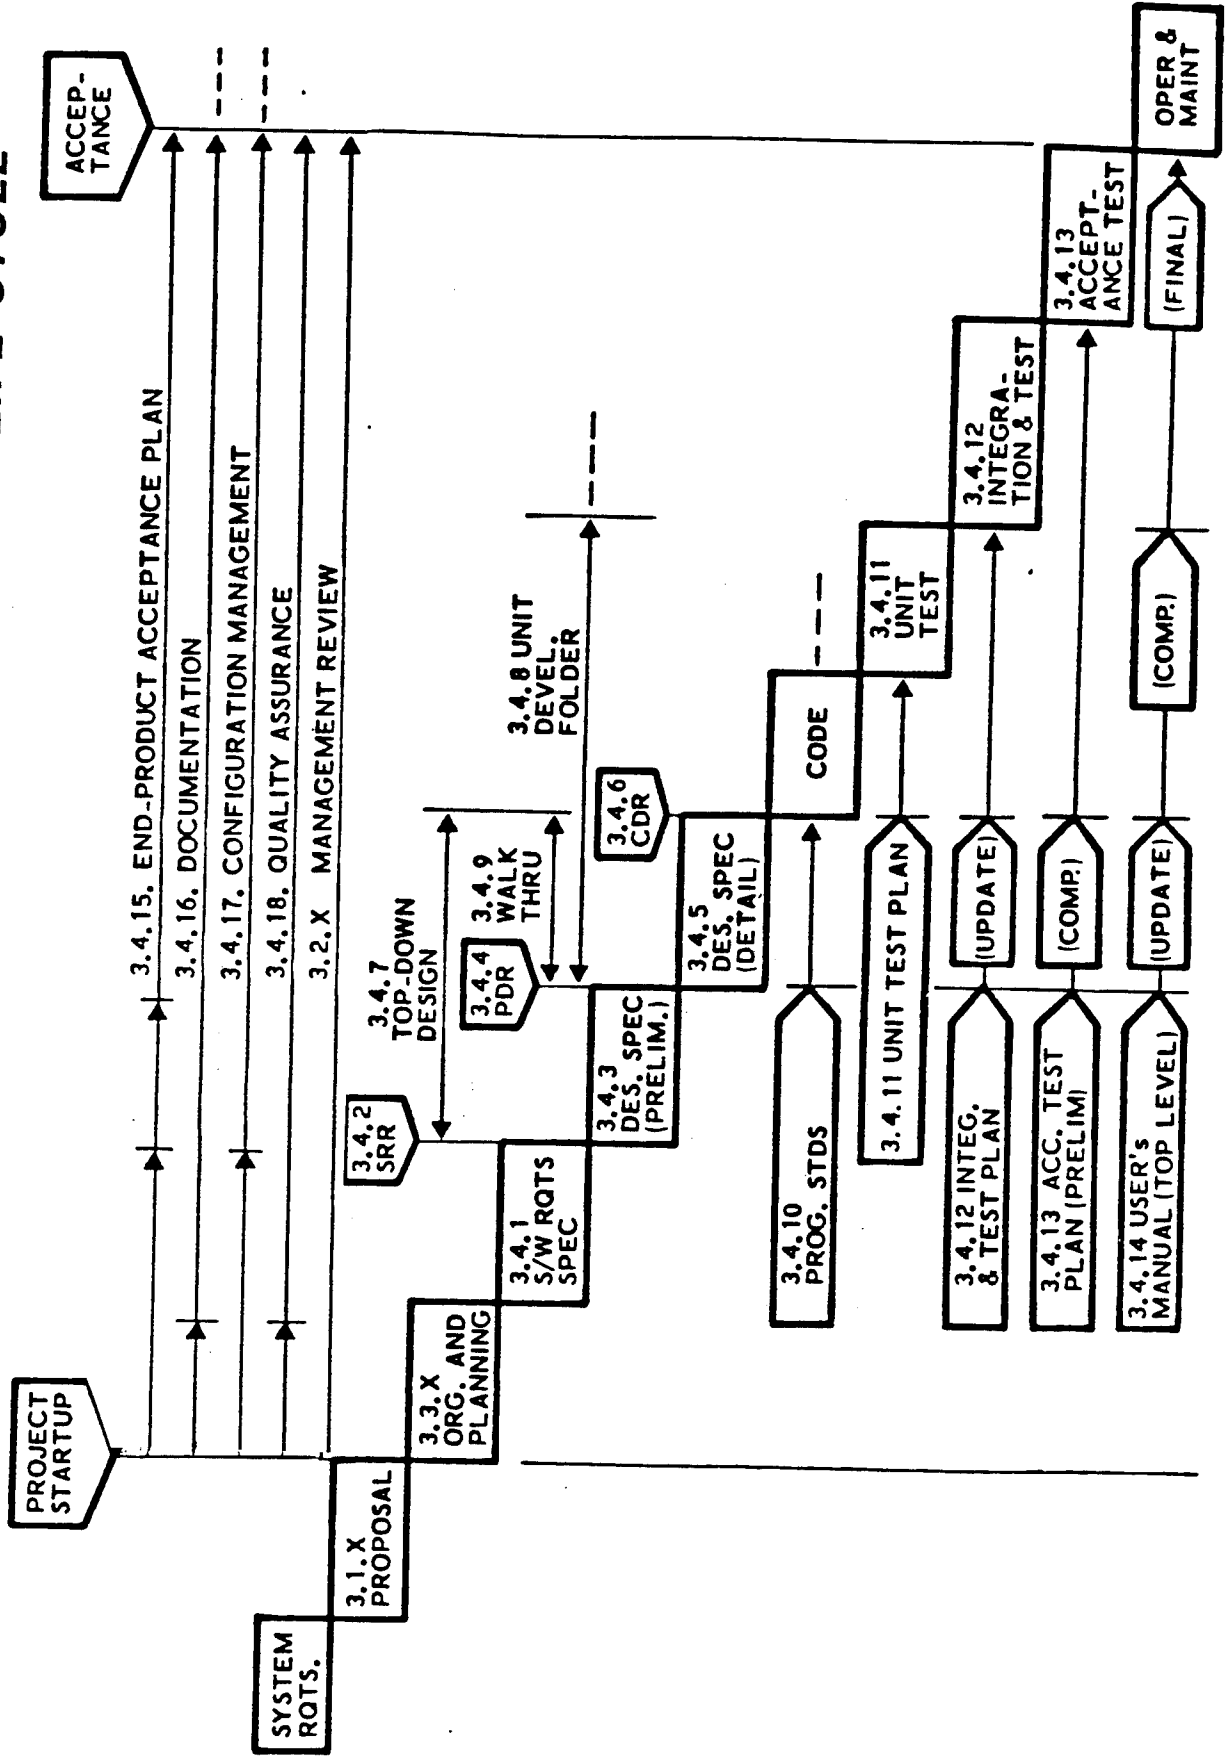 PROJECT
STARTUP
ACCEP-
TANCE
3.4.15. END-PRODUCT ACCEPTANCE PLAN
3.4.16. DOCUMENTATION
3.4.17. CONFIGURATION MANAGEMENT
3.4.18. QUALITY ASSURANCE
3.2.X MANAGEMENT REVIEW
SYSTEM
RQTS.
3.1.X
PROPOSAL
3.3.X
ORG. AND
PLANNING
3.4.2
SRR
3.4.7
TOP-DOWN
DESIGN
3.4.1
S/W RQTS
SPEC
3.4.4
PDR
3.4.9
WALK
THRU
3.4.8 UNIT
DEVEL.
FOLDER
3.4.3
DES. SPEC
(PRELIM.)
3.4.6
CDR
3.4.5
DES. SPEC
(DETAIL)
3.4.10
PROG. STDS
CODE
3.4.11 UNIT TEST PLAN
3.4.11
UNIT
TEST
3.4.12 INTEG.
& TEST PLAN
(UPDATE)
3.4.12
INTEGRA-
TION & TEST
3.4.13 ACC. TEST
PLAN (PRELIM)
(COMP.)
3.4.13
ACCEPT-
ANCE TEST
3.4.14 USER's
MANUAL (TOP LEVEL)
(UPDATE)
(COMP.)
(FINAL)
OPER &
MAINT